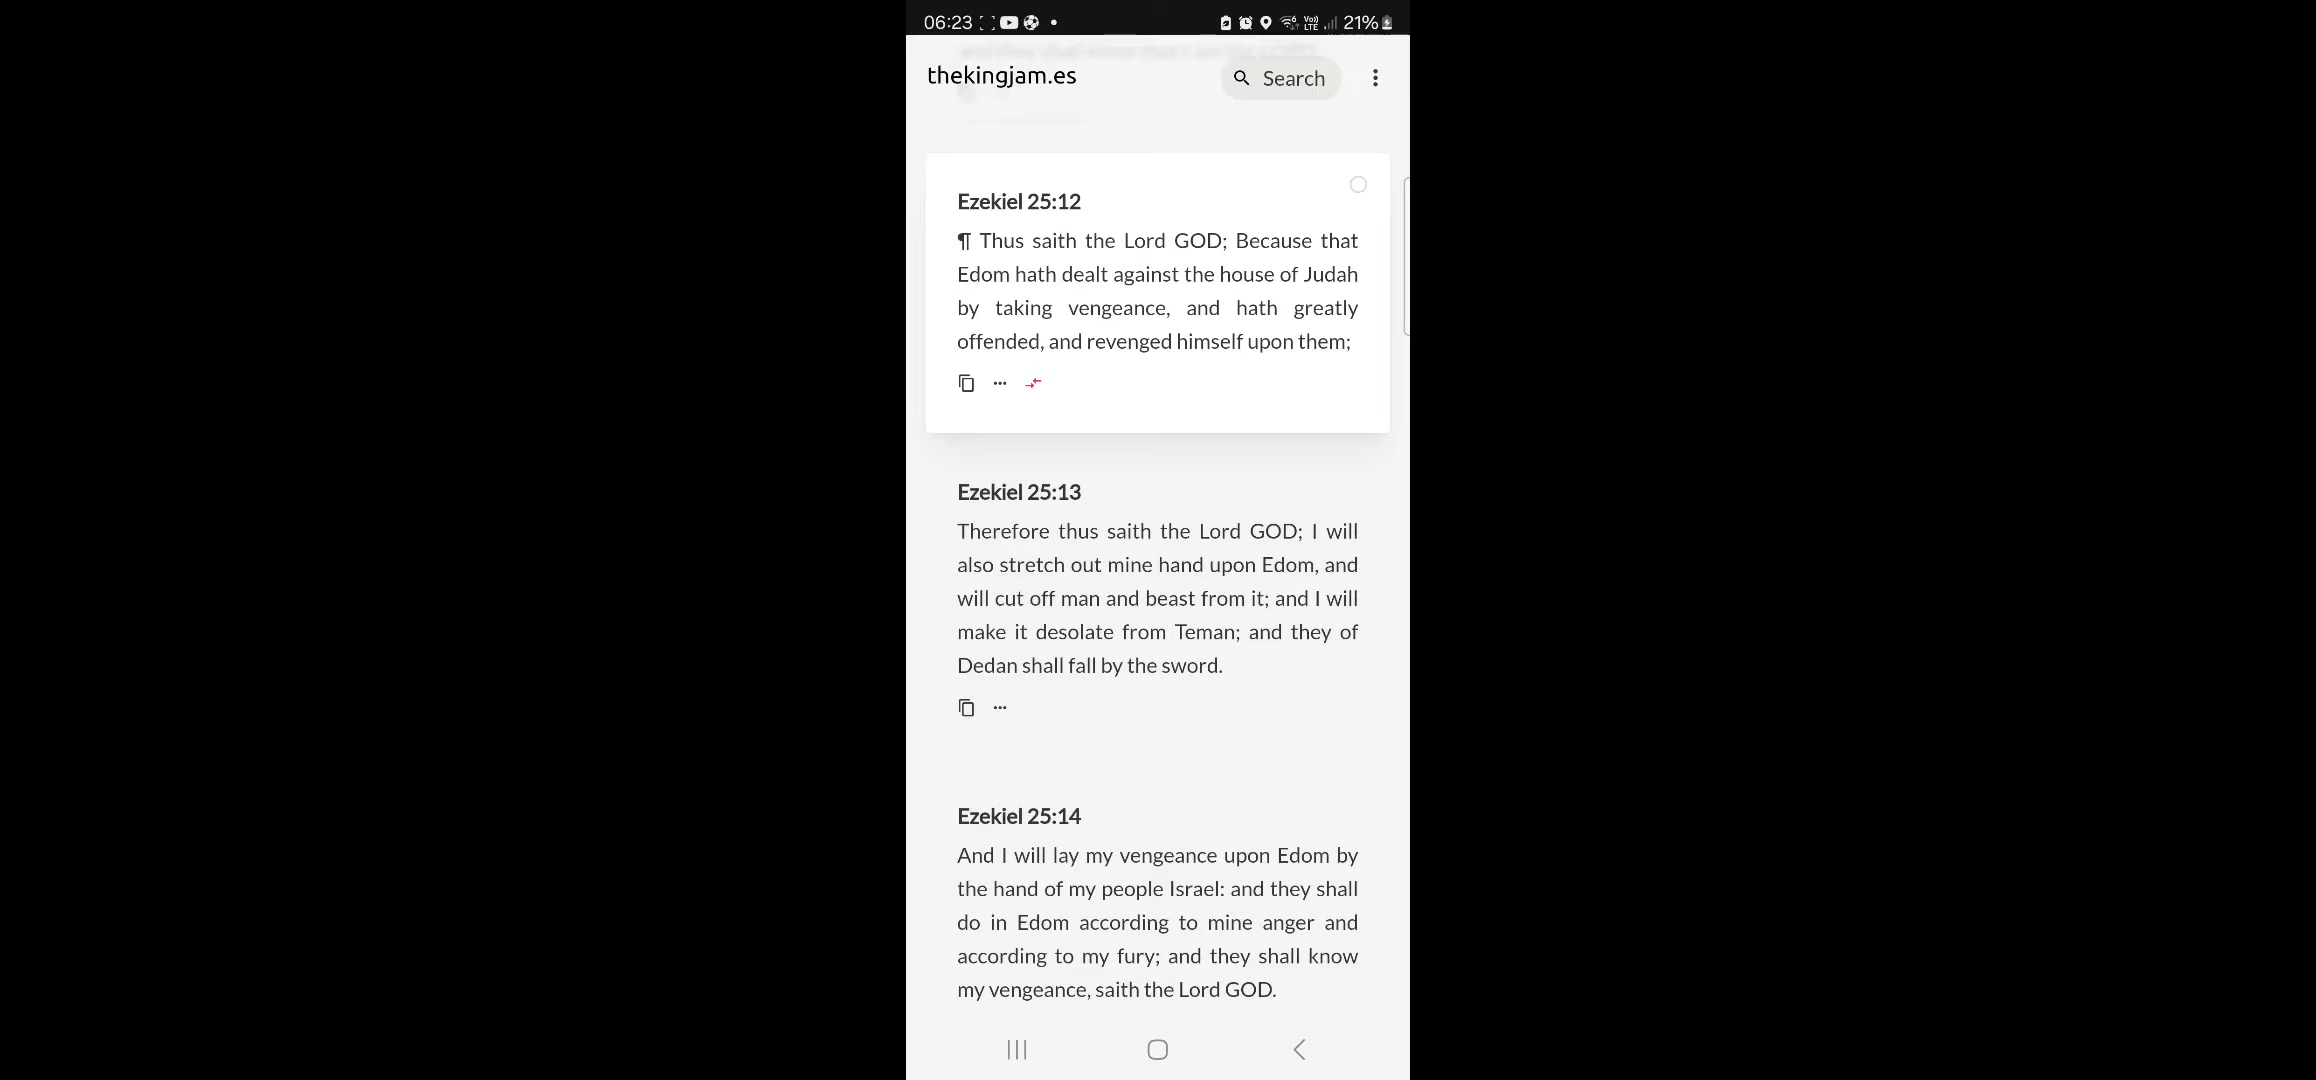 06:23 21%
Vo))
LTE
thekingjam.es Search
Ezekiel 25:12
¶ Thus saith the Lord GOD; Because that
Edom hath dealt against the house of Judah
by taking vengeance, and hath greatly
offended, and revenged himself upon them;
Ezekiel 25:13
Therefore thus saith the Lord GOD; I will
also stretch out mine hand upon Edom, and
will cut off man and beast from it; and I will
make it desolate from Teman; and they of
Dedan shall fall by the sword.
Ezekiel 25:14
And I will lay my vengeance upon Edom by
the hand of my people Israel: and they shall
do in Edom according to mine anger and
according to my fury; and they shall know
my vengeance, saith the Lord GOD.